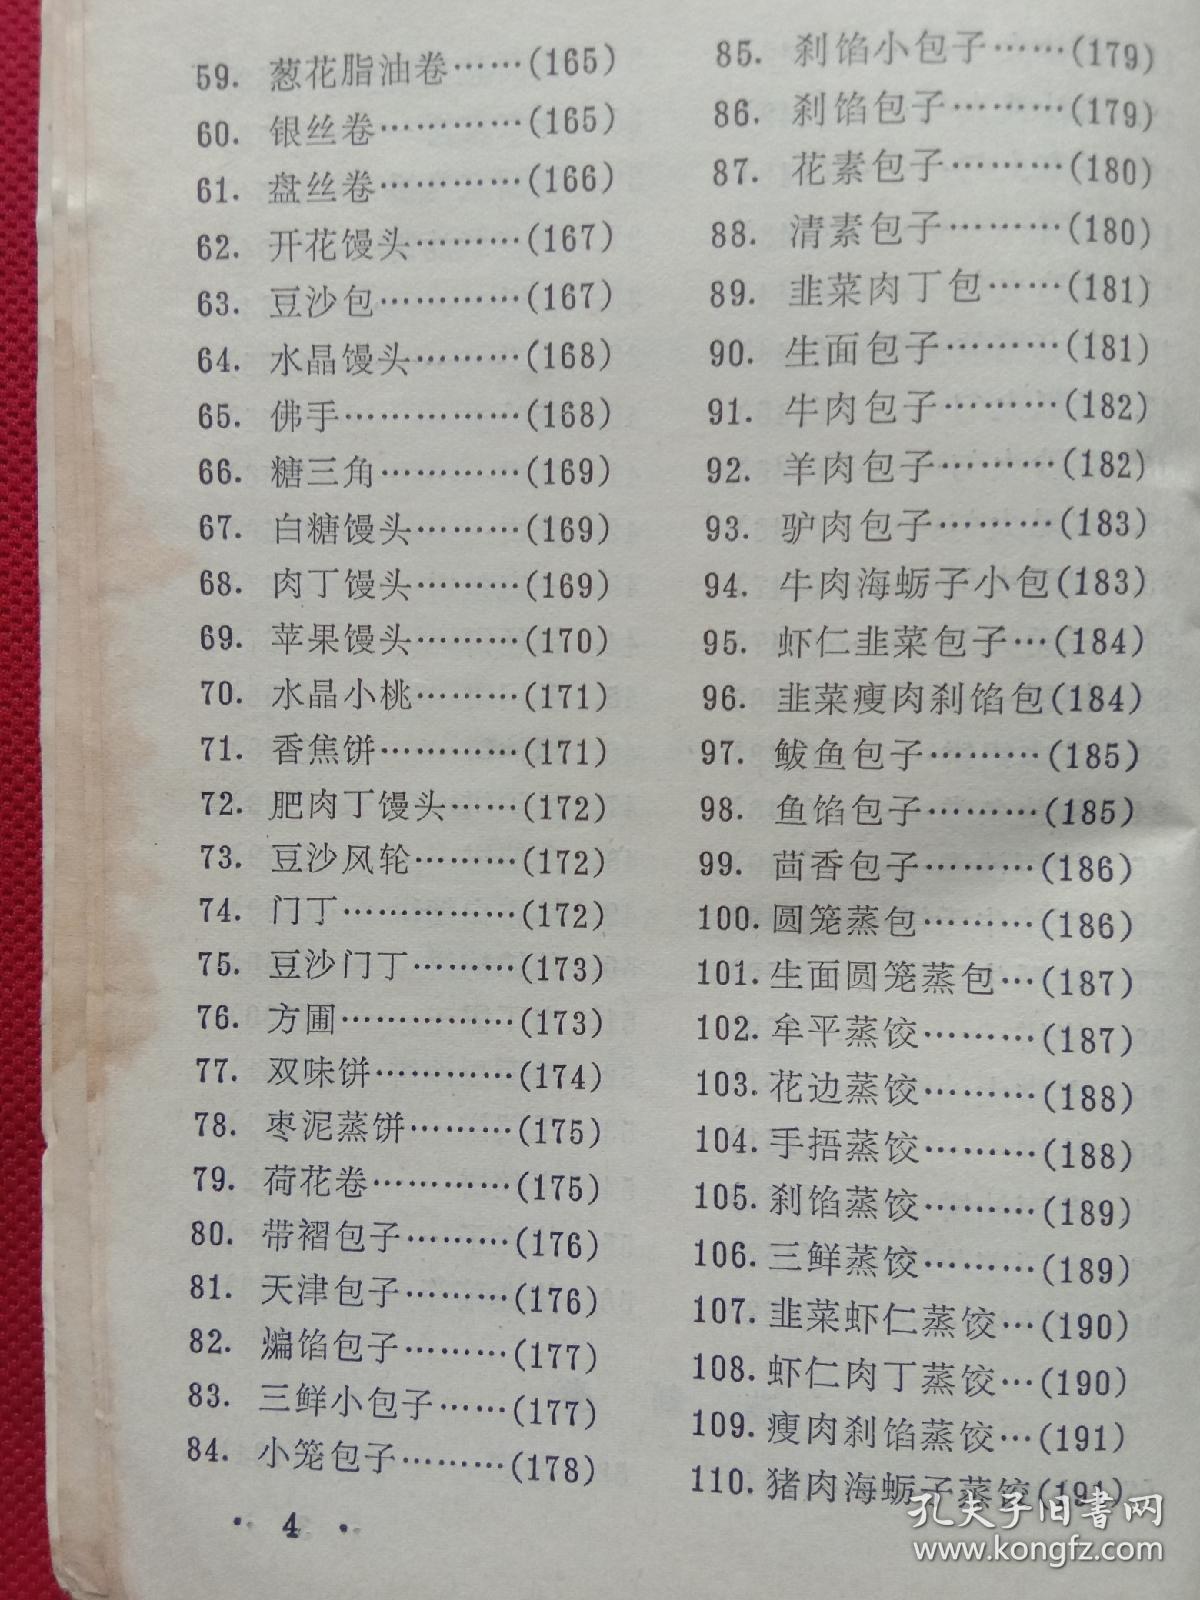 59. 葱花脂油卷……(165)
60. 银丝卷…………(165)
61. 盘丝卷…………(166)
62. 开花馒头………(167)
63. 豆沙包…………(167)
64. 水晶馒头………(168)
65. 佛手……………(168)
66. 糖三角…………(169)
67. 白糖馒头………(169)
68. 肉丁馒头………(169)
69. 苹果馒头………(170)
70. 水晶小桃………(171)
71. 香焦饼…………(171)
72. 肥肉丁馒头……(172)
73. 豆沙风轮………(172)
74. 门丁……………(172)
75. 豆沙门丁………(173)
76. 方圃……………(173)
77. 双味饼…………(174)
78. 枣泥蒸饼………(175)
79. 荷花卷…………(175)
80. 带褶包子………(176)
81. 天津包子………(176)
82. 煸馅包子………(177)
83. 三鲜小包子……(177)
84. 小笼包子………(178)
· 4 ·
85. 刹馅小包子……(179)
86. 刹馅包子………(179)
87. 花素包子………(180)
88. 清素包子………(180)
89. 韭菜肉丁包……(181)
90. 生面包子………(181)
91. 牛肉包子………(182)
92. 羊肉包子………(182)
93. 驴肉包子………(183)
94. 牛肉海蛎子小包(183)
95. 虾仁韭菜包子…(184)
96. 韭菜瘦肉刹馅包(184)
97. 鲅鱼包子………(185)
98. 鱼馅包子………(185)
99. 茴香包子………(186)
100. 圆笼蒸包………(186)
101. 生面圆笼蒸包…(187)
102. 牟平蒸饺………(187)
103. 花边蒸饺………(188)
104. 手捂蒸饺………(188)
105. 刹馅蒸饺………(189)
106. 三鲜蒸饺………(189)
107. 韭菜虾仁蒸饺…(190)
108. 虾仁肉丁蒸饺…(190)
109. 瘦肉刹馅蒸饺…(191)
110. 猪肉海蛎子蒸饺(191)
孔夫子旧书网
www.kongfz.com